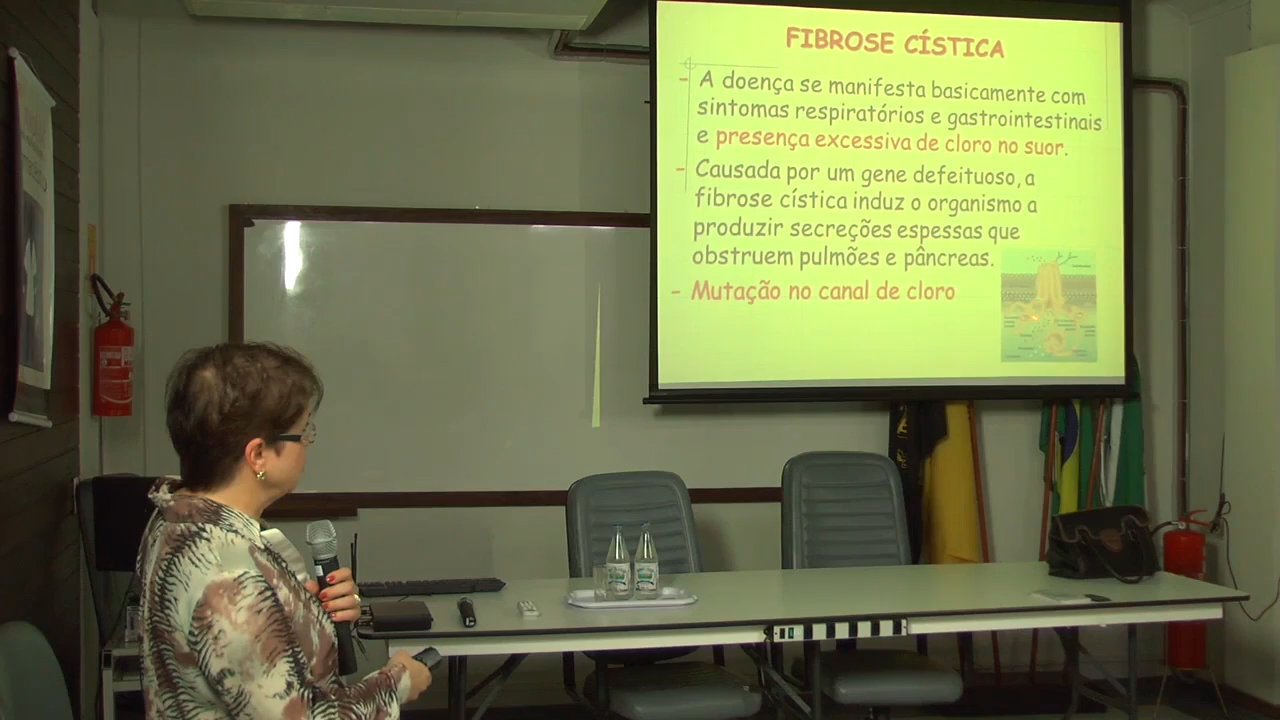 FIBROSE CÍSTICA
- A doença se manifesta basicamente com
sintomas respiratórios e gastrointestinais
e presença excessiva de cloro no suor.
- Causada por um gene defeituoso, a
fibrose cística induz o organismo a
produzir secreções espessas que
obstruem pulmões e pâncreas.
- Mutação no canal de cloro